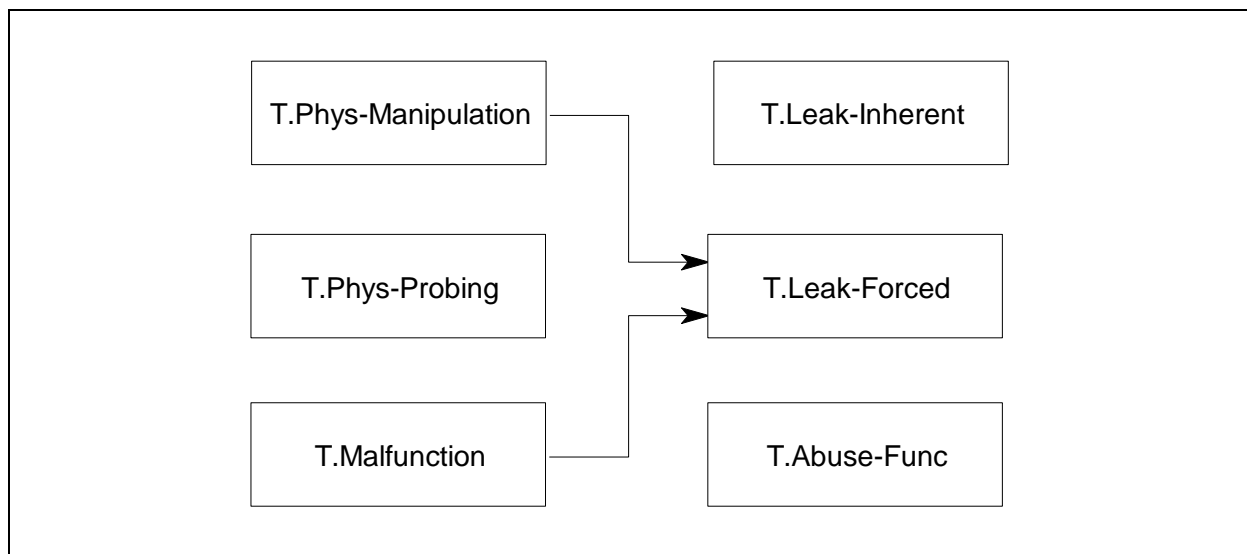 T.Phys-Manipulation
T.Leak-Inherent
T.Phys-Probing
T.Leak-Forced
T.Malfunction
T.Abuse-Func